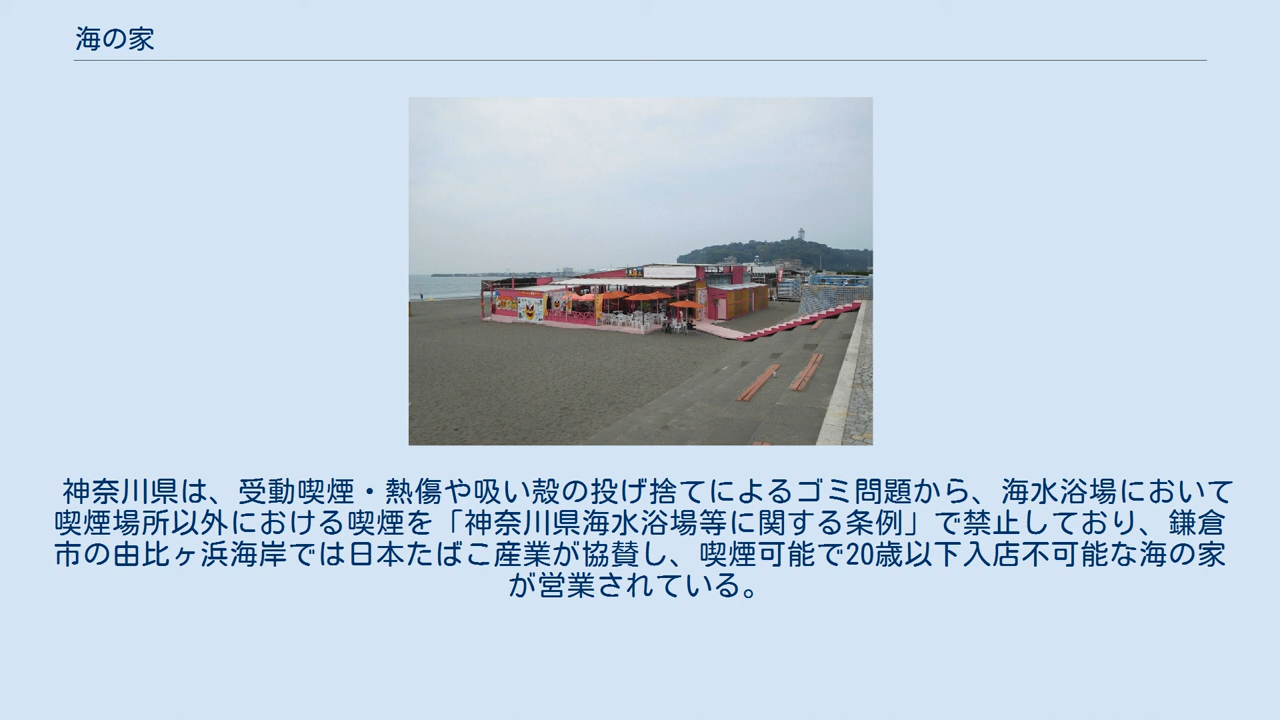 海の家
神奈川県は、受動喫煙・熱傷や吸い殻の投げ捨てによるゴミ問題から、海水浴場において
喫煙場所以外における喫煙を「神奈川県海水浴場等に関する条例」で禁止しており、鎌倉
市の由比ヶ浜海岸では日本たばこ産業が協賛し、喫煙可能で20歳以下入店不可能な海の家
が営業されている。